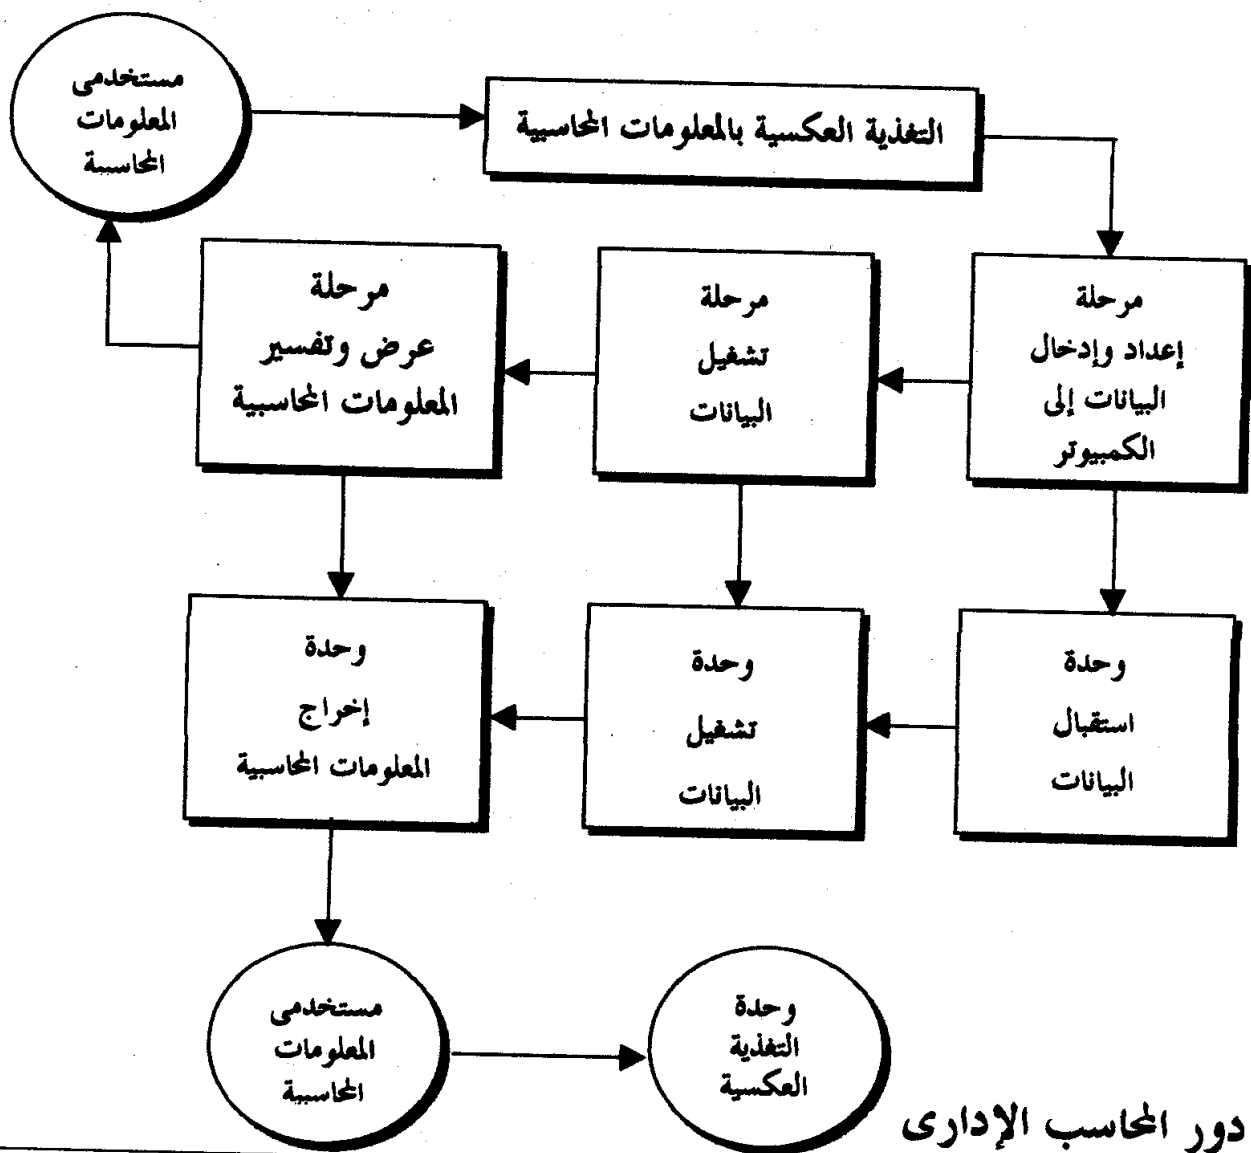 مستخدمى
المعلومات
المحاسبية
التغذية العكسية بالمعلومات المحاسبية
مرحلة
إعداد وإدخال
البيانات إلى
الكمبيوتر
مرحلة
تشغيل
البيانات
مرحلة
عرض وتفسير
المعلومات المحاسبية
وحدة
استقبال
البيانات
وحدة
تشغيل
البيانات
وحدة
إخراج
المعلومات المحاسبية
مستخدمى
المعلومات
المحاسبية
وحدة
التغذية
العكسية
دور المحاسب الإدارى